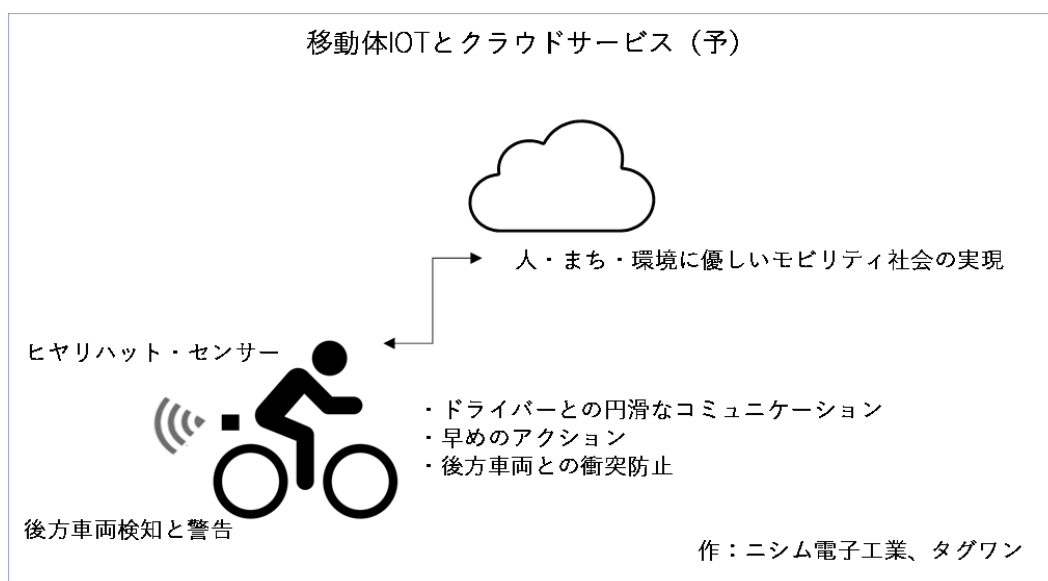 移動体IOTとクラウドサービス（予）
人・まち・環境に優しいモビリティ社会の実現
ヒヤリハット・センサー
・ドライバーとの円滑なコミュニケーション
・早めのアクション
・後方車両との衝突防止
後方車両検知と警告
作：ニシム電子工業、タグワン